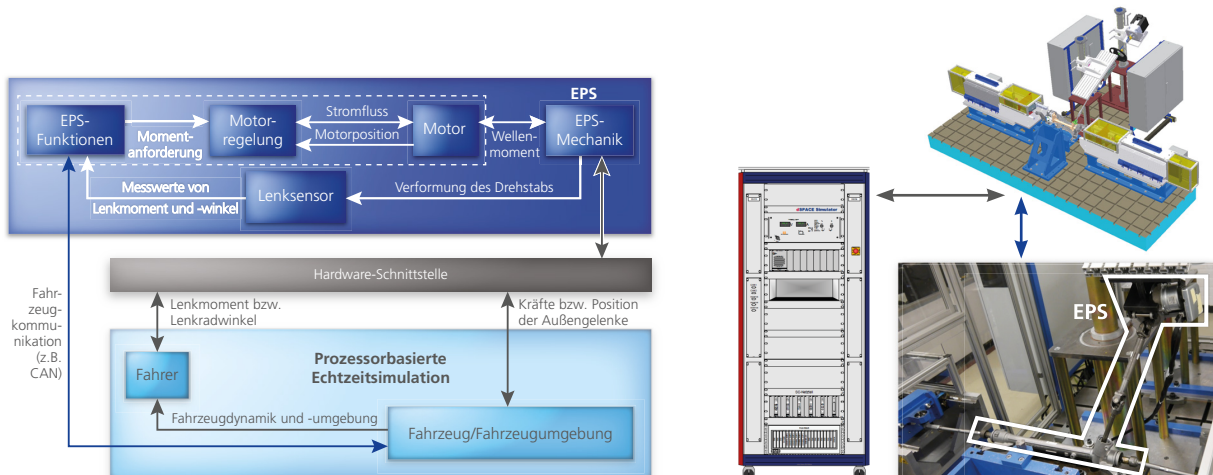 EPS
EPS-
Funktionen
Moment-
anforderung
Motor-
regelung
Stromfluss
Motorposition
Motor
Wellen-
moment
EPS-
Mechanik
Messwerte von
Lenkmoment und -winkel
Lenksensor
Verformung des Drehstabs
Hardware-Schnittstelle
Fahr-
zeug-
kommu-
nikation
(z.B.
CAN)
Lenkmoment bzw.
Lenkradwinkel
Kräfte bzw. Position
der Außengelenke
Prozessorbasierte
Echtzeitsimulation
Fahrer
Fahrzeugdynamik und -umgebung
Fahrzeug/Fahrzeugumgebung
dSPACE Simulator
EPS